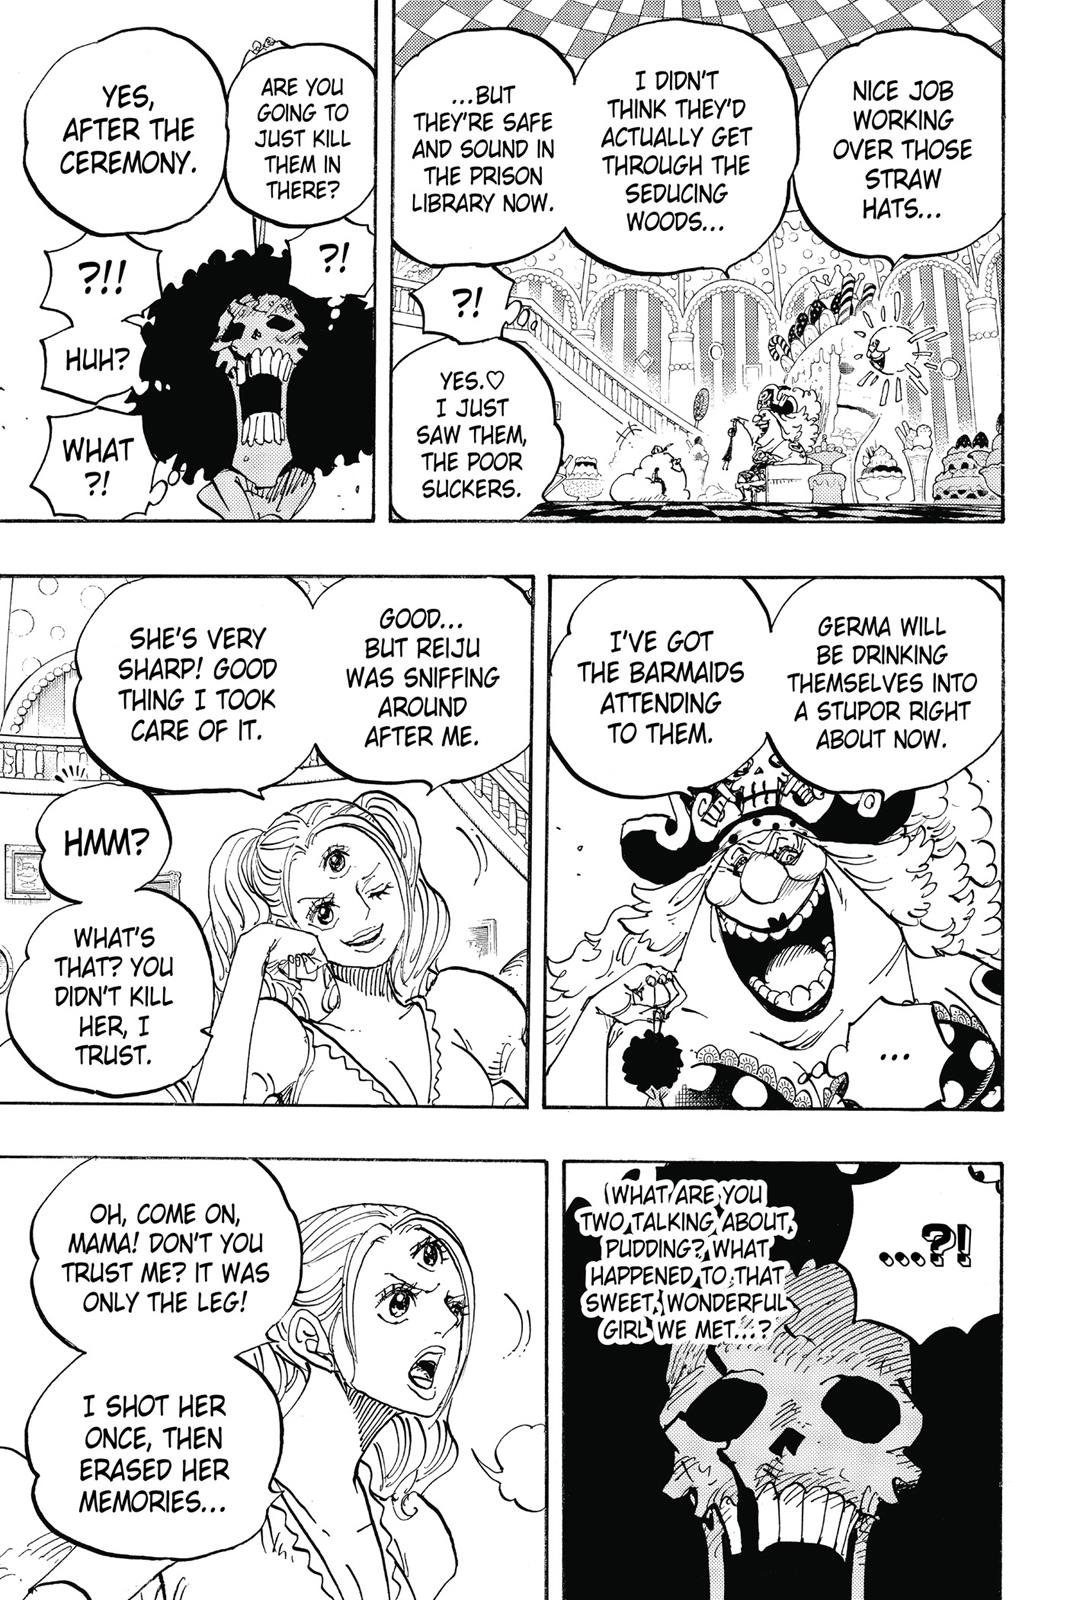 NICE JOB
WORKING
OVER THOSE
STRAW
HATS...
I DIDN'T
THINK THEY'D
ACTUALLY GET
THROUGH THE
SEDUCING
WOODS...
...BUT
THEY'RE SAFE
AND SOUND IN
THE PRISON
LIBRARY NOW.
?!
YES.♡
I JUST
SAW THEM,
THE POOR
SUCKERS.
ARE YOU
GOING TO
JUST KILL
THEM IN
THERE?
YES,
AFTER THE
CEREMONY.
?!
?!!
HUH?
WHAT
?!
GERMA WILL
BE DRINKING
THEMSELVES INTO
A STUPOR RIGHT
ABOUT NOW.
I'VE GOT
THE BARMAIDS
ATTENDING
TO THEM.
...
GOOD...
BUT REIJU
WAS SNIFFING
AROUND
AFTER ME.
SHE'S VERY
SHARP! GOOD
THING I TOOK
CARE OF IT.
HMM?
WHAT'S
THAT? YOU
DIDN'T KILL
HER, I
TRUST.
...?!
WHAT ARE YOU
TWO TALKING ABOUT,
PUDDING? WHAT
HAPPENED TO THAT
SWEET, WONDERFUL
GIRL WE MET...?
OH, COME ON,
MAMA! DON'T YOU
TRUST ME? IT WAS
ONLY THE LEG!
I SHOT HER
ONCE, THEN
ERASED HER
MEMORIES...